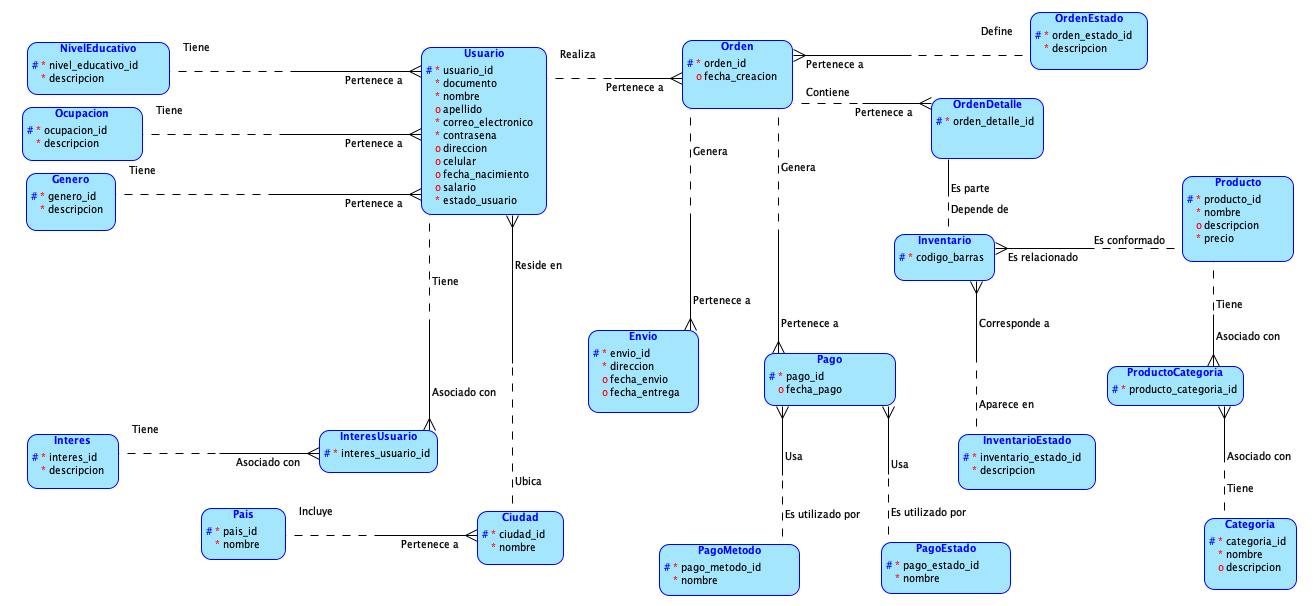 NivelEducativo
# * nivel_educativo_id
* descripcion
Tiene
Pertenece a
Ocupacion
# * ocupacion_id
* descripcion
Tiene
Pertenece a
Genero
# * genero_id
* descripcion
Tiene
Pertenece a
Usuario
# * usuario_id
* documento
* nombre
o apellido
* correo_electronico
* contrasena
o direccion
o celular
o fecha_nacimiento
o salario
* estado_usuario
Realiza
Pertenece a
Orden
# * orden_id
o fecha_creacion
Define
Pertenece a
OrdenEstado
# * orden_estado_id
* descripcion
Contiene
Pertenece a
OrdenDetalle
# * orden_detalle_id
Es parte
Depende de
Inventario
# * codigo_barras
Es conformado
Es relacionado
Producto
# * producto_id
* nombre
o descripcion
* precio
Tiene
Asociado con
ProductoCategoria
# * producto_categoria_id
Asociado con
Tiene
Categoria
# * categoria_id
* nombre
o descripcion
Corresponde a
Aparece en
InventarioEstado
# * inventario_estado_id
* descripcion
Genera
Pertenece a
Envio
# * envio_id
* direccion
o fecha_envio
o fecha_entrega
Genera
Pertenece a
Pago
# * pago_id
o fecha_pago
Usa
Es utilizado por
PagoMetodo
# * pago_metodo_id
* nombre
Usa
Es utilizado por
PagoEstado
# * pago_estado_id
* nombre
Tiene
Asociado con
InteresUsuario
# * interes_usuario_id
Tiene
Asociado con
Interes
# * interes_id
* descripcion
Reside en
Ubica
Ciudad
# * ciudad_id
* nombre
Incluye
Pertenece a
Pais
# * pais_id
* nombre